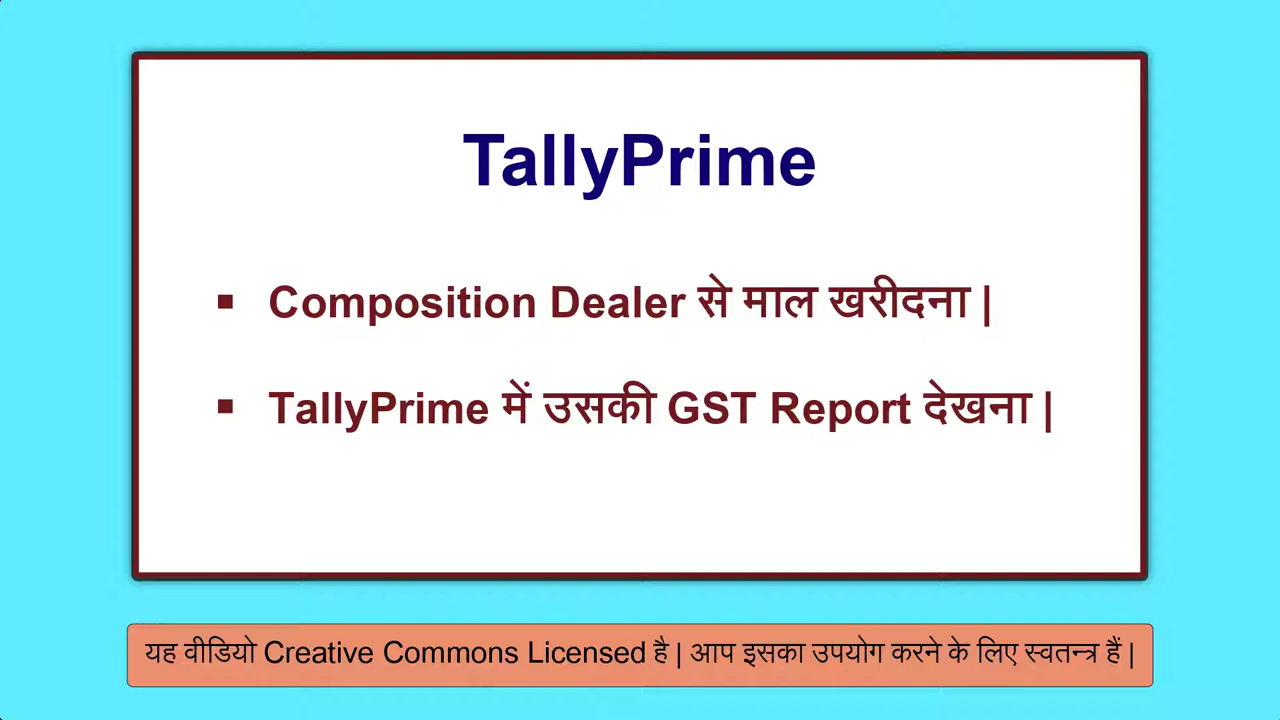 TallyPrime
▪ Composition Dealer से माल खरीदना |
▪ TallyPrime में उसकी GST Report देखना |
यह वीडियो Creative Commons Licensed है | आप इसका उपयोग करने के लिए स्वतन्त्र हैं |